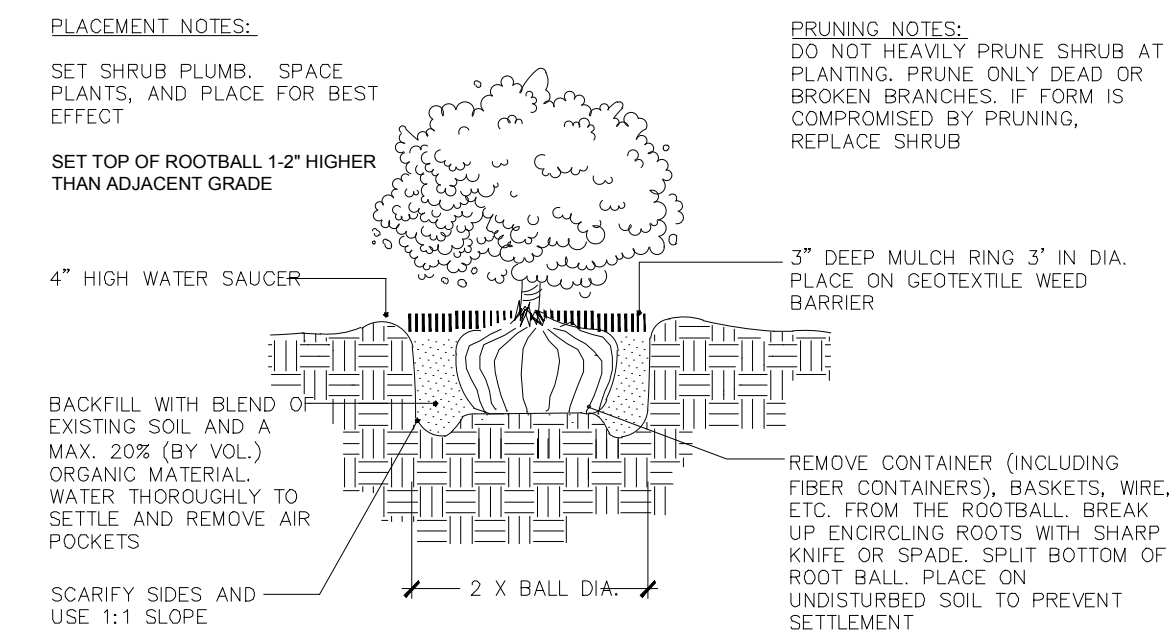 PLACEMENT NOTES:
SET SHRUB PLUMB. SPACE
PLANTS, AND PLACE FOR BEST
EFFECT
SET TOP OF ROOTBALL 1-2" HIGHER
THAN ADJACENT GRADE
4" HIGH WATER SAUCER
BACKFILL WITH BLEND OF
EXISTING SOIL AND A
MAX. 20% (BY VOL.)
ORGANIC MATERIAL.
WATER THOROUGHLY TO
SETTLE AND REMOVE AIR
POCKETS
SCARIFY SIDES AND
USE 1:1 SLOPE
2 X BALL DIA.
PRUNING NOTES:
DO NOT HEAVILY PRUNE SHRUB AT
PLANTING. PRUNE ONLY DEAD OR
BROKEN BRANCHES. IF FORM IS
COMPROMISED BY PRUNING,
REPLACE SHRUB
3" DEEP MULCH RING 3' IN DIA.
PLACE ON GEOTEXTILE WEED
BARRIER
REMOVE CONTAINER (INCLUDING
FIBER CONTAINERS), BASKETS, WIRE,
ETC. FROM THE ROOTBALL. BREAK
UP ENCIRCLING ROOTS WITH SHARP
KNIFE OR SPADE. SPLIT BOTTOM OF
ROOT BALL. PLACE ON
UNDISTURBED SOIL TO PREVENT
SETTLEMENT